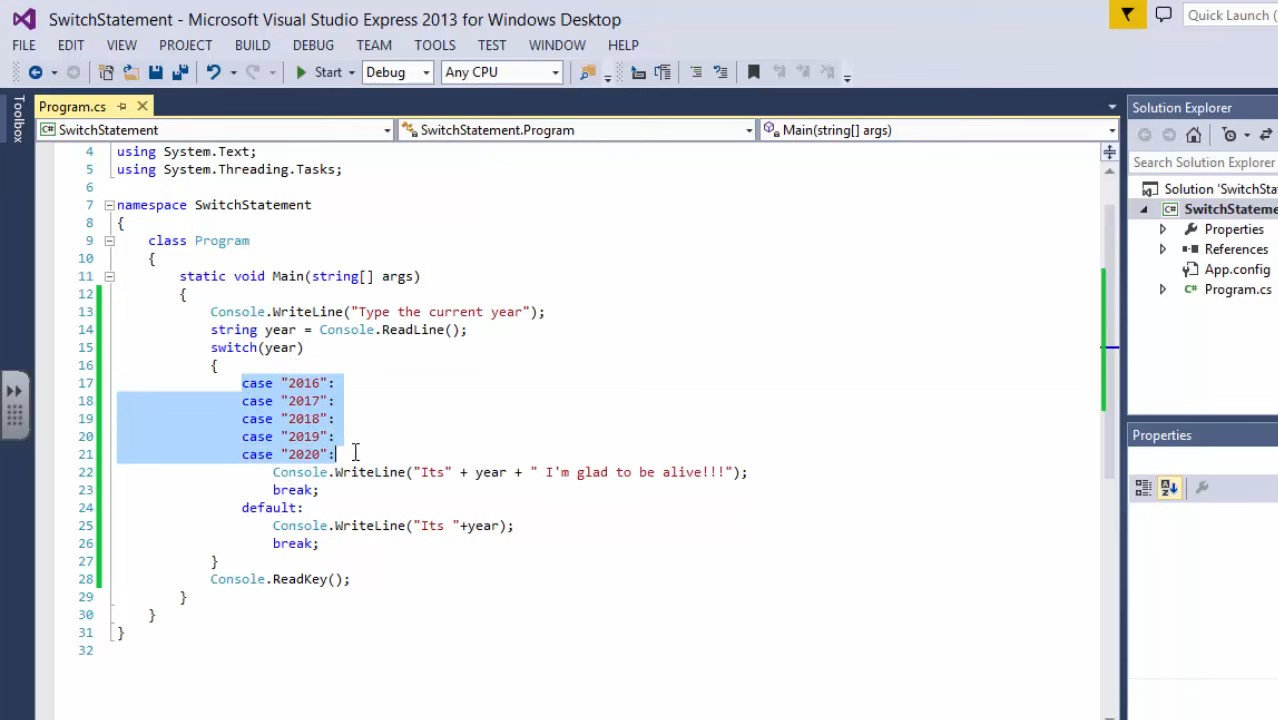 SwitchStatement - Microsoft Visual Studio Express 2013 for Windows Desktop
Quick Launch (
FILE EDIT VIEW PROJECT BUILD DEBUG TEAM TOOLS TEST WINDOW HELP
Start Debug Any CPU
Toolbox
Program.cs
SwitchStatement SwitchStatement.Program Main(string[] args)
4 using System.Text;
5 using System.Threading.Tasks;
6
7 namespace SwitchStatement
8 {
9 class Program
10 {
11 static void Main(string[] args)
12 {
13 Console.WriteLine("Type the current year");
14 string year = Console.ReadLine();
15 switch(year)
16 {
17 case "2016":
18 case "2017":
19 case "2018":
20 case "2019":
21 case "2020":
22 Console.WriteLine("Its" + year + " I'm glad to be alive!!!");
23 break;
24 default:
25 Console.WriteLine("Its "+year);
26 break;
27 }
28 Console.ReadKey();
29 }
30 }
31 }
32
Solution Explorer
Search Solution Explorer
Solution 'SwitchSta
C# SwitchStateme
Properties
References
App.config
C# Program.cs
Properties